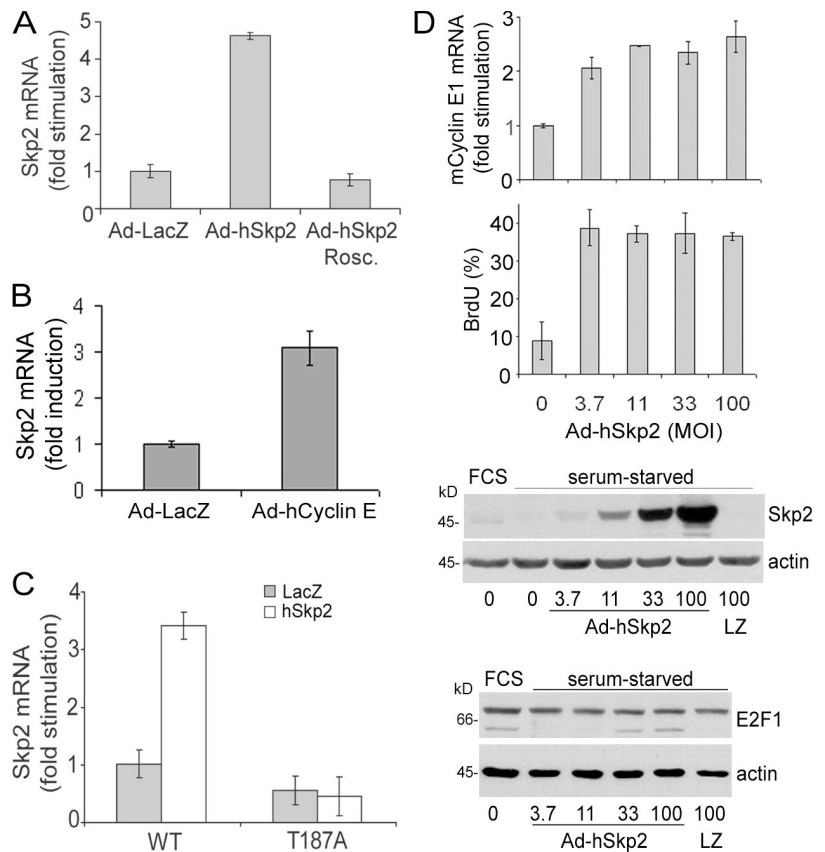 A
Skp2 mRNA
(fold stimulation)
5
4
3
2
1
0
Ad-LacZ
Ad-hSkp2
Ad-hSkp2
Rosc.
B
Skp2 mRNA
(fold induction)
4
3
2
1
0
Ad-LacZ
Ad-hCyclin E
C
Skp2 mRNA
(fold stimulation)
4
3
2
1
0
LacZ
hSkp2
WT
T187A
D
mCyclin E1 mRNA
(fold stimulation)
3
2
1
0
BrdU (%)
40
30
20
10
0
0 3.7 11 33 100
Ad-hSkp2 (MOI)
FCS serum-starved
kD
45-
Skp2
45-
actin
0 0 3.7 11 33 100 100
Ad-hSkp2 LZ
FCS serum-starved
kD
66-
E2F1
45-
actin
0 3.7 11 33 100 100
Ad-hSkp2 LZ